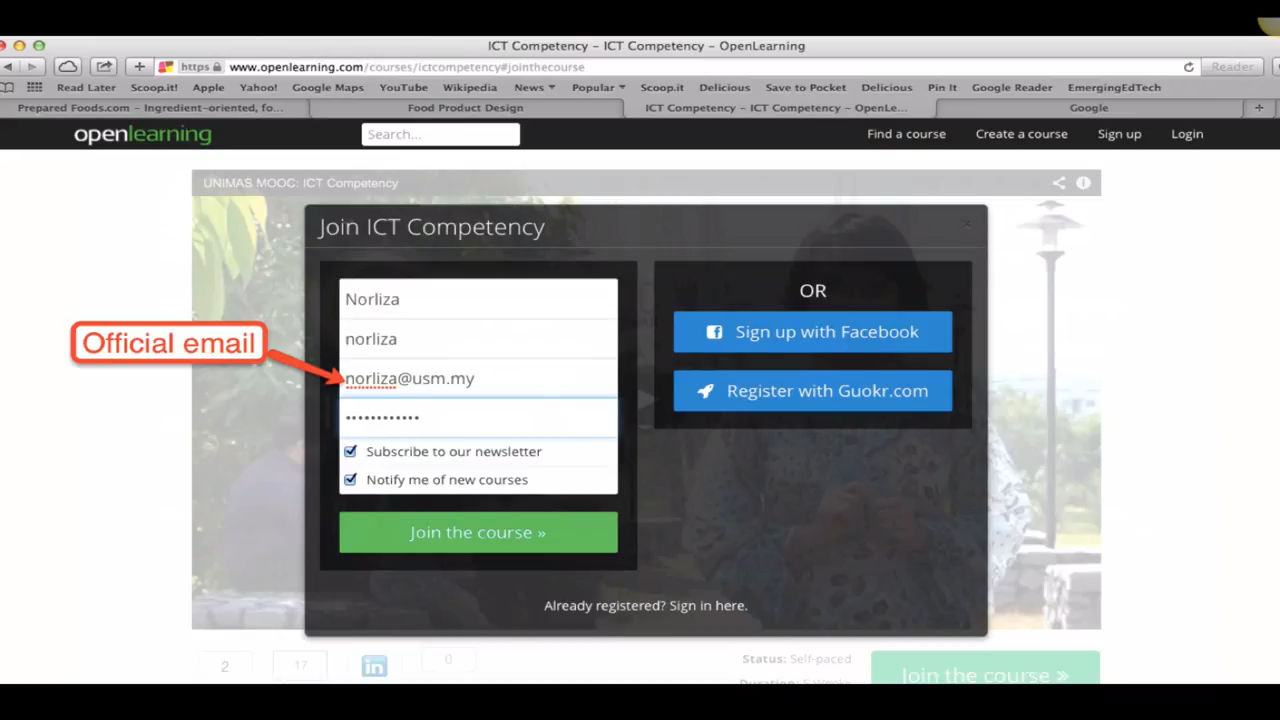 ICT Competency – ICT Competency – OpenLearning
https www.openlearning.com/courses/ictcompetency#jointhecourse Reader
Read Later Scoop.it! Apple Yahoo! Google Maps YouTube Wikipedia News Popular Scoop.it Delicious Save to Pocket Delicious Pin It Google Reader EmergingEdTech
Prepared Foods.com – Ingredient-oriented, fo... Food Product Design ICT Competency – ICT Competency – OpenLe... Google
openlearning Search... Find a course Create a course Sign up Login
UNIMAS MOOC: ICT Competency
Join ICT Competency
Norliza
norliza
Official email
norliza@usm.my
••••••••••••
Subscribe to our newsletter
Notify me of new courses
Join the course »
OR
Sign up with Facebook
Register with Guokr.com
Already registered? Sign in here.
2 17 in 0
Status: Self-paced
Join the course »